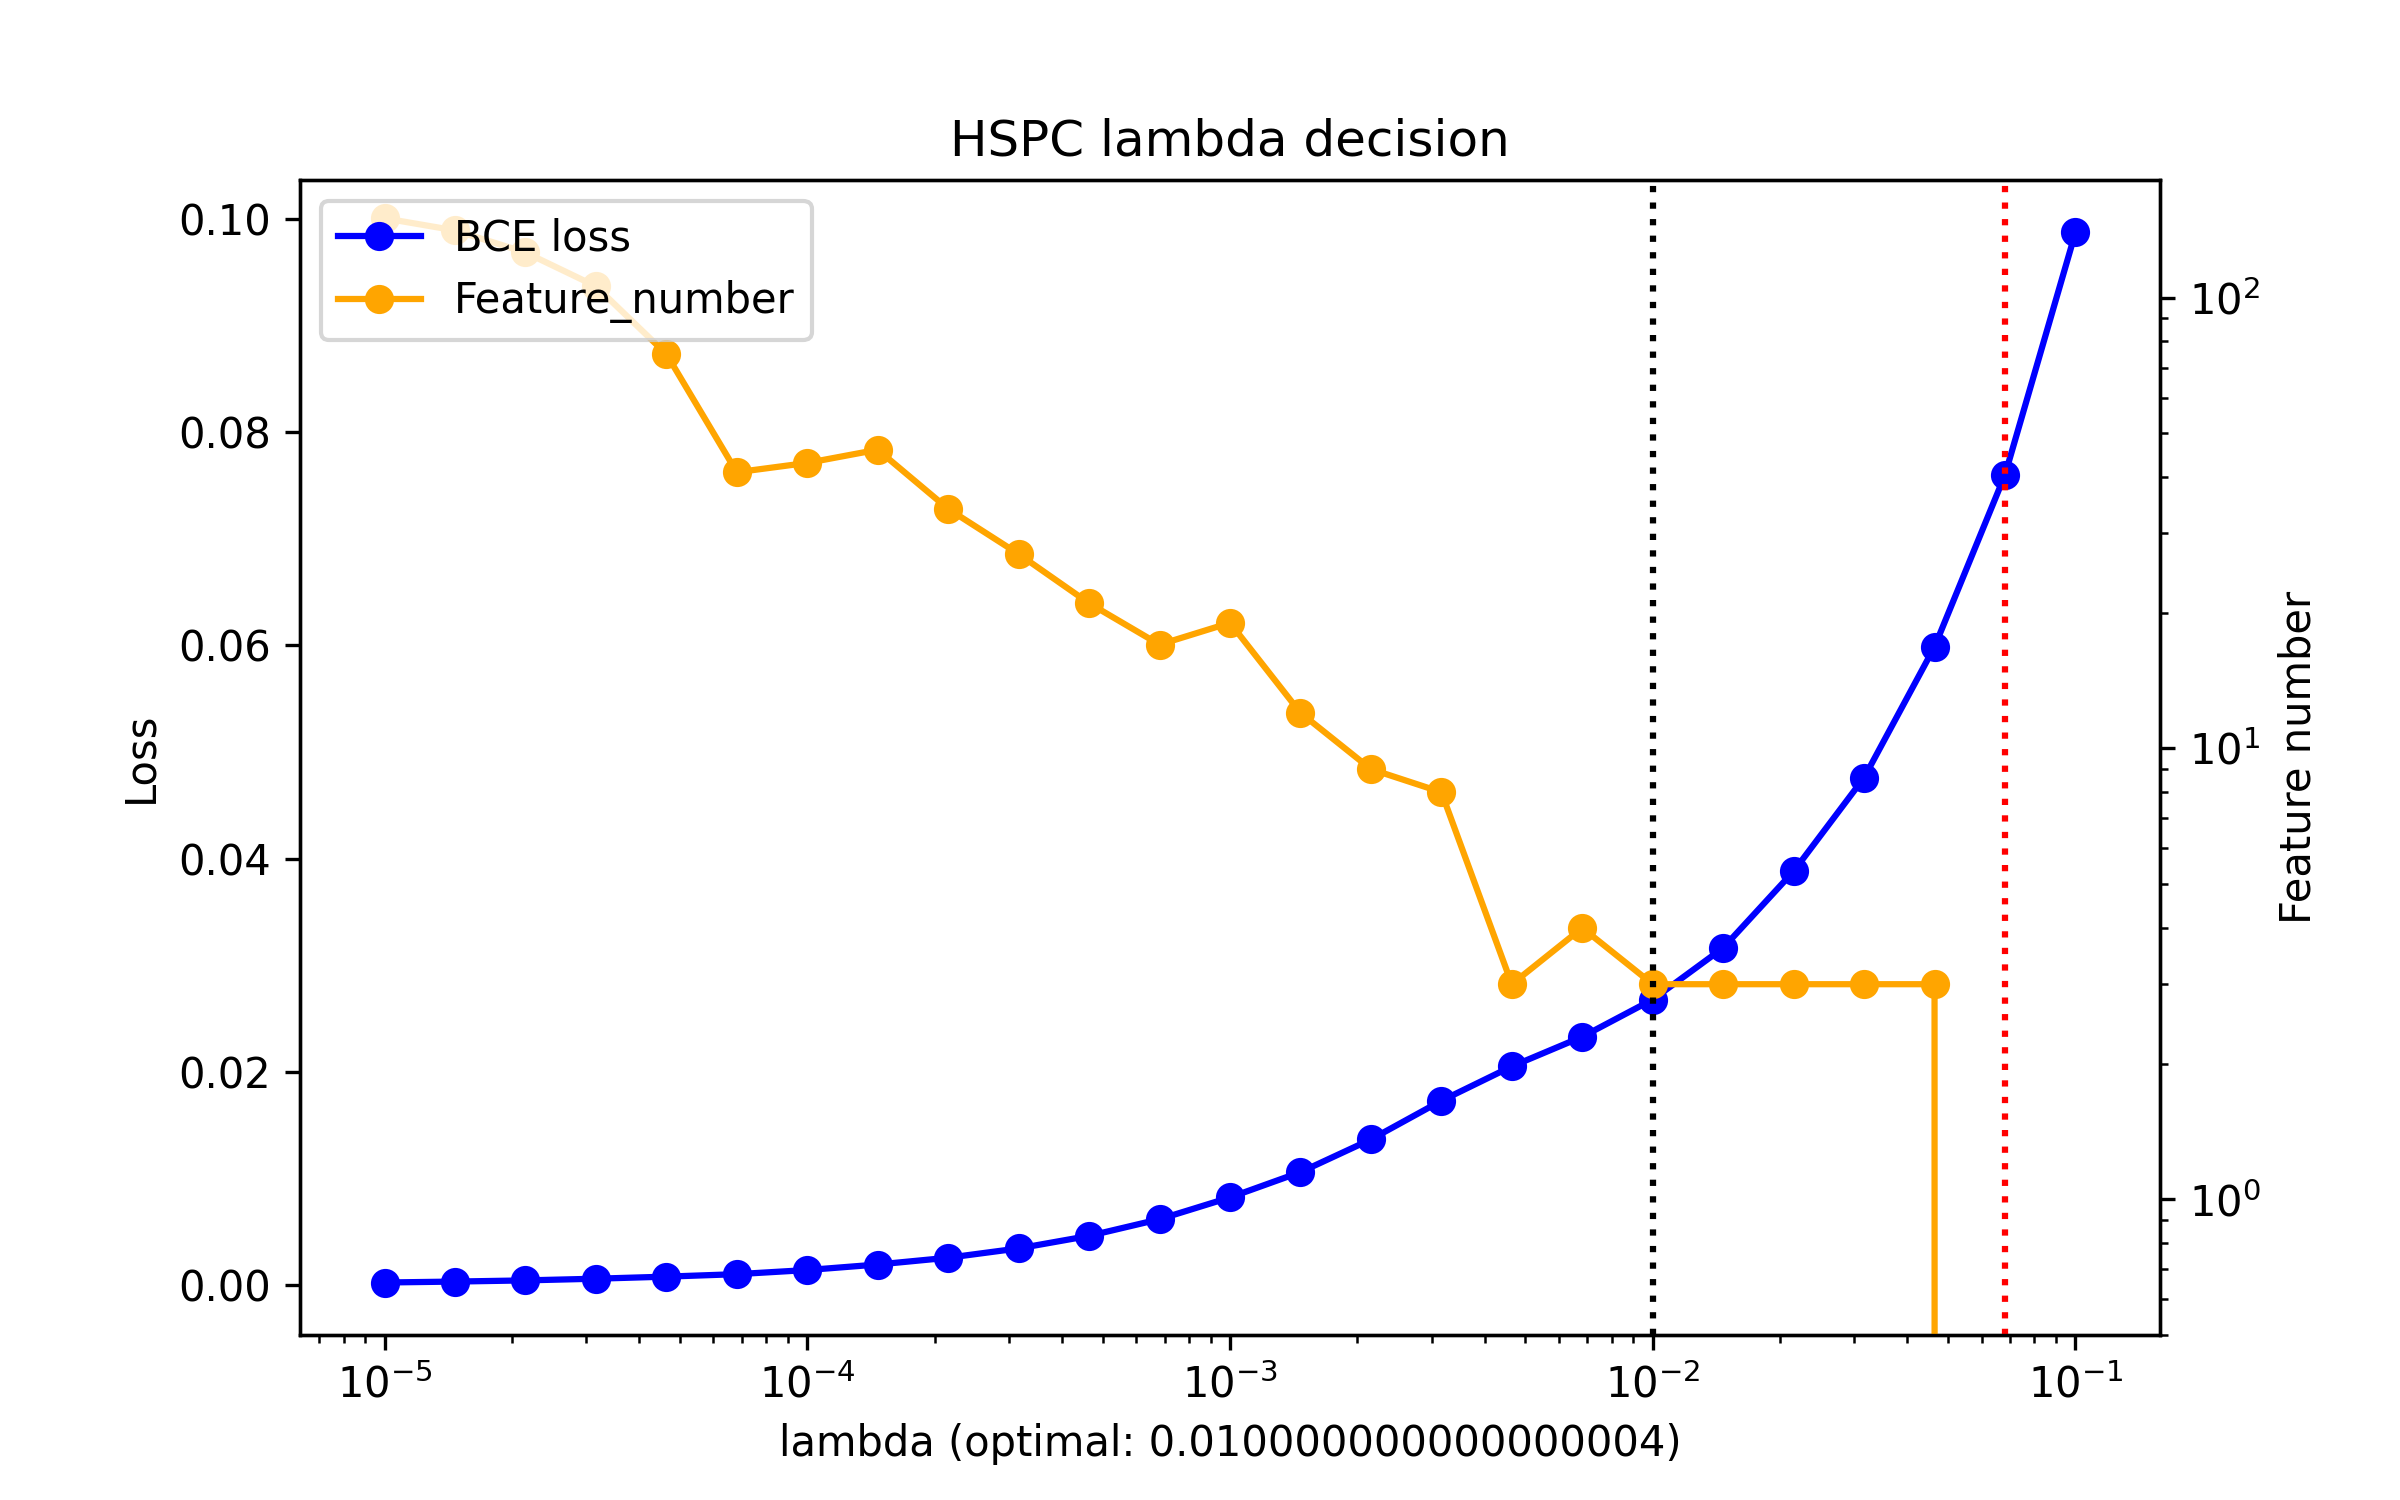 HSPC lambda decision
BCE loss
Feature_number
0.10
0.08
0.06
0.04
0.02
0.00
Loss
10²
10¹
10⁰
Feature number
10⁻⁵
10⁻⁴
10⁻³
10⁻²
10⁻¹
lambda (optimal: 0.010000000000000004)